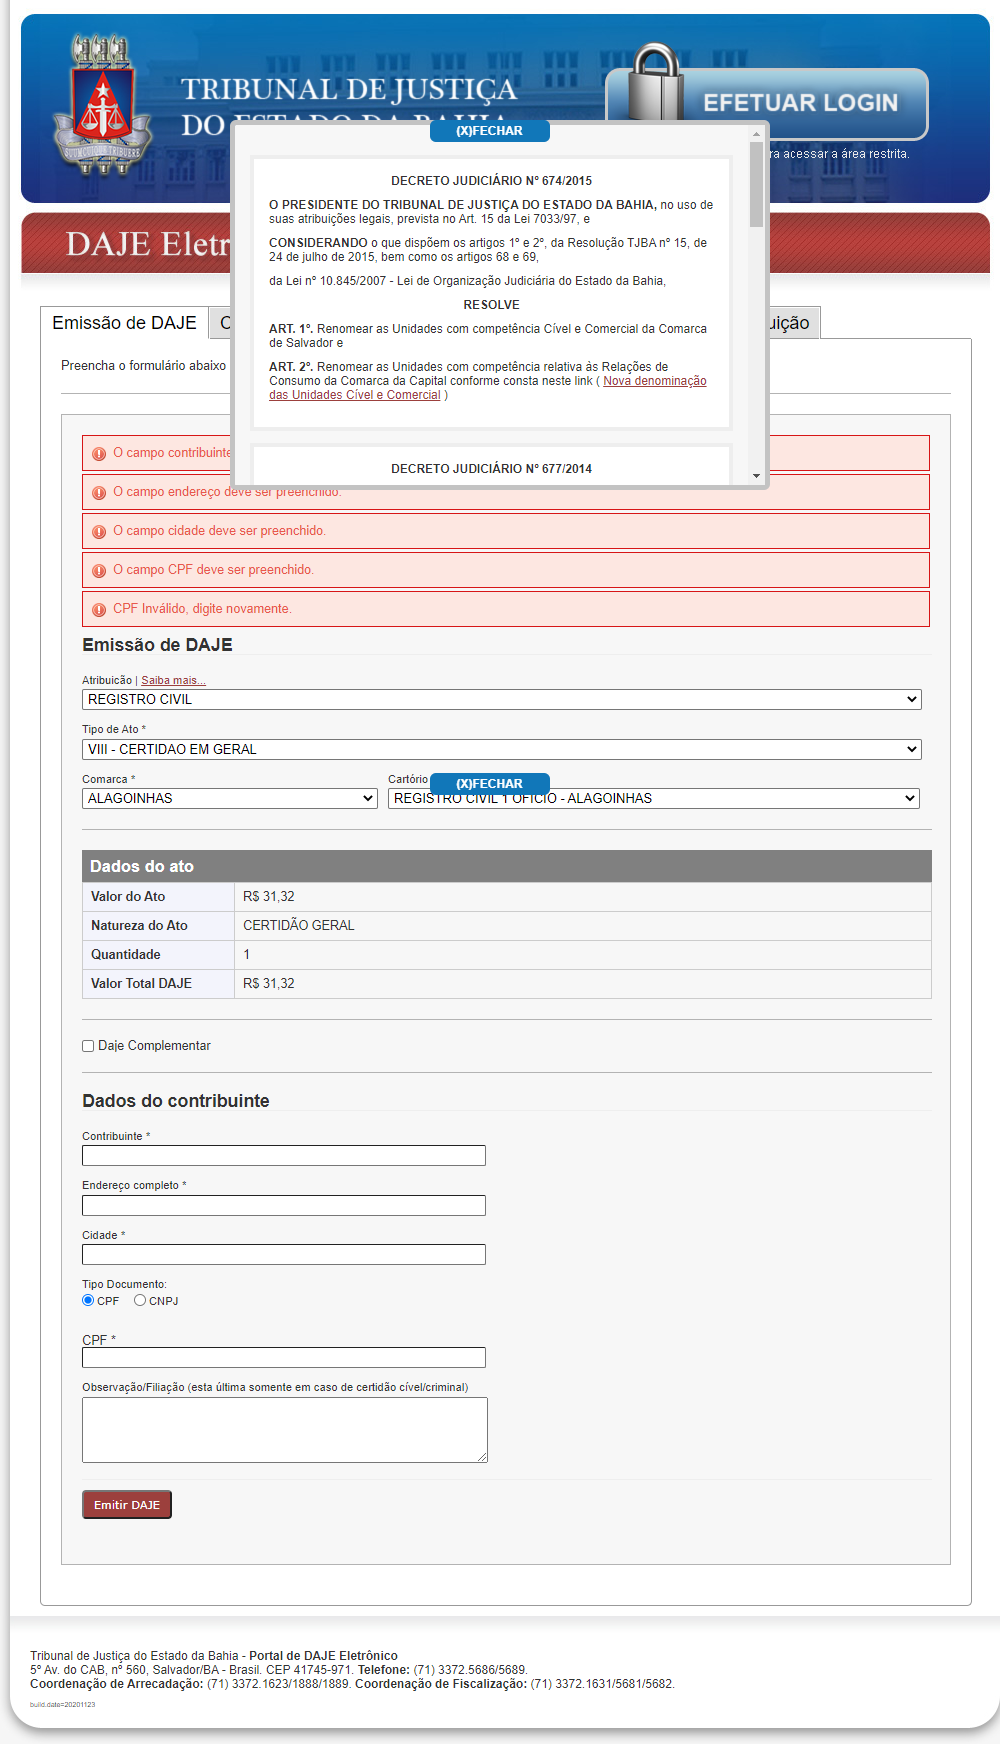 TRIBUNAL DE JUSTIÇA
DO ESTADO DA BAHIA
EFETUAR LOGIN
ra acessar a área restrita.
(X)FECHAR
DECRETO JUDICIÁRIO Nº 674/2015
O PRESIDENTE DO TRIBUNAL DE JUSTIÇA DO ESTADO DA BAHIA, no uso de
suas atribuições legais, prevista no Art. 15 da Lei 7033/97, e
CONSIDERANDO o que dispõem os artigos 1º e 2º, da Resolução TJBA nº 15, de
24 de julho de 2015, bem como os artigos 68 e 69,
da Lei nº 10.845/2007 - Lei de Organização Judiciária do Estado da Bahia,
RESOLVE
ART. 1º. Renomear as Unidades com competência Cível e Comercial da Comarca
de Salvador e
ART. 2º. Renomear as Unidades com competência relativa às Relações de
Consumo da Comarca da Capital conforme consta neste link ( Nova denominação
das Unidades Cível e Comercial )
DECRETO JUDICIÁRIO Nº 677/2014
DAJE Eletr
Emissão de DAJE
uição
Preencha o formulário abaixo
O campo contribuinte
O campo endereço deve ser preenchido.
O campo cidade deve ser preenchido.
O campo CPF deve ser preenchido.
CPF Inválido, digite novamente.
Emissão de DAJE
Atribuicão | Saiba mais...
REGISTRO CIVIL
Tipo de Ato *
VIII - CERTIDAO EM GERAL
Comarca * Cartório
(X)FECHAR
ALAGOINHAS REGISTRO CIVIL 1 OFICIO - ALAGOINHAS
Dados do ato
Valor do Ato R$ 31,32
Natureza do Ato CERTIDÃO GERAL
Quantidade 1
Valor Total DAJE R$ 31,32
Daje Complementar
Dados do contribuinte
Contribuinte *
Endereço completo *
Cidade *
Tipo Documento:
CPF CNPJ
CPF *
Observação/Filiação (esta última somente em caso de certidão cível/criminal)
Emitir DAJE
Tribunal de Justiça do Estado da Bahia - Portal de DAJE Eletrônico
5º Av. do CAB, nº 560, Salvador/BA - Brasil. CEP 41745-971. Telefone: (71) 3372.5686/5689.
Coordenação de Arrecadação: (71) 3372.1623/1888/1889. Coordenação de Fiscalização: (71) 3372.1631/5681/5682.
build.date=20201123